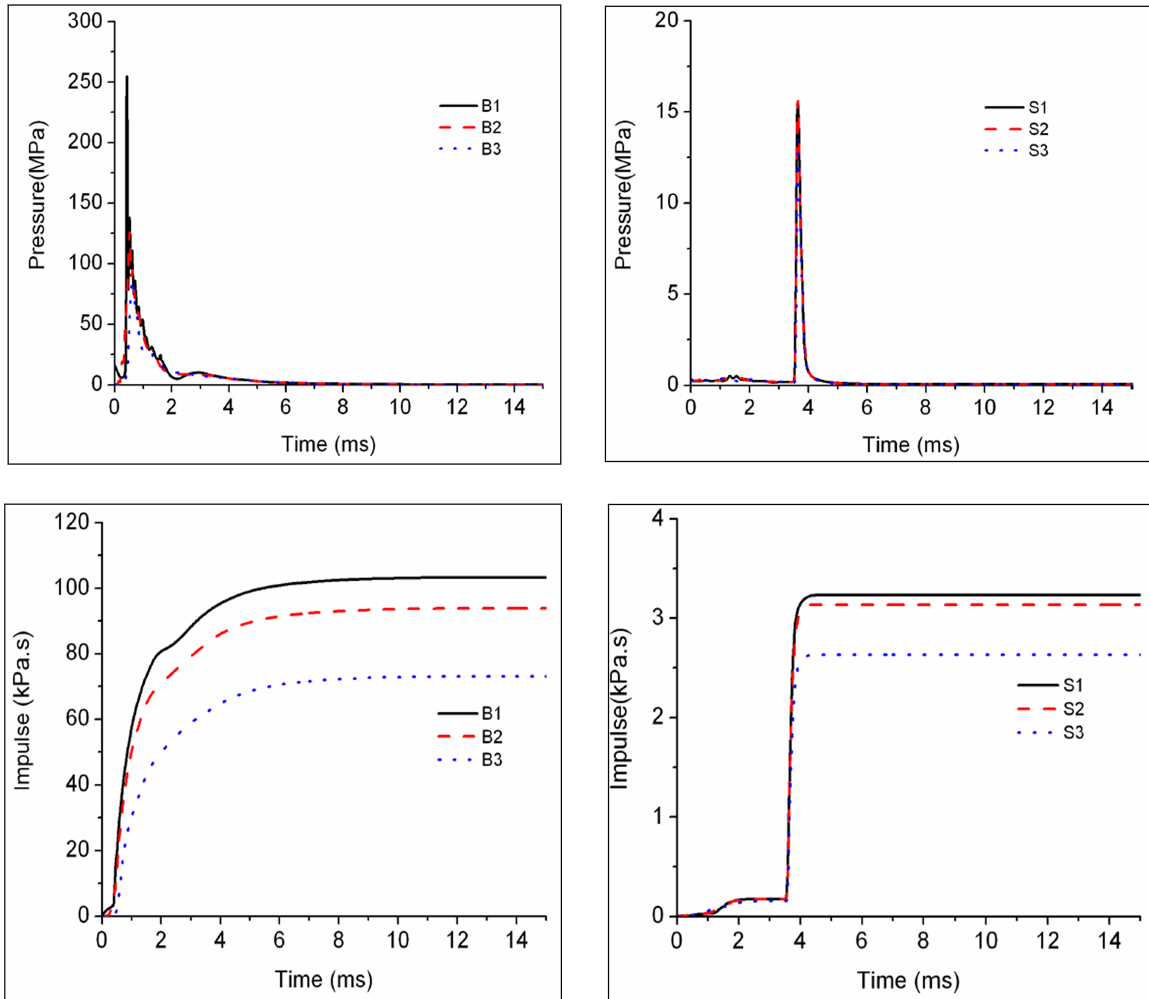 300
250
200
150
100
50
0
Pressure(MPa)
B1
B2
B3
0 2 4 6 8 10 12 14
Time (ms)
20
15
10
5
0
Pressure(MPa)
S1
S2
S3
0 2 4 6 8 10 12 14
Time (ms)
120
100
80
60
40
20
0
Impulse (kPa.s)
B1
B2
B3
0 2 4 6 8 10 12 14
Time (ms)
4
3
2
1
0
Impulse(kPa.s)
S1
S2
S3
0 2 4 6 8 10 12 14
Time (ms)